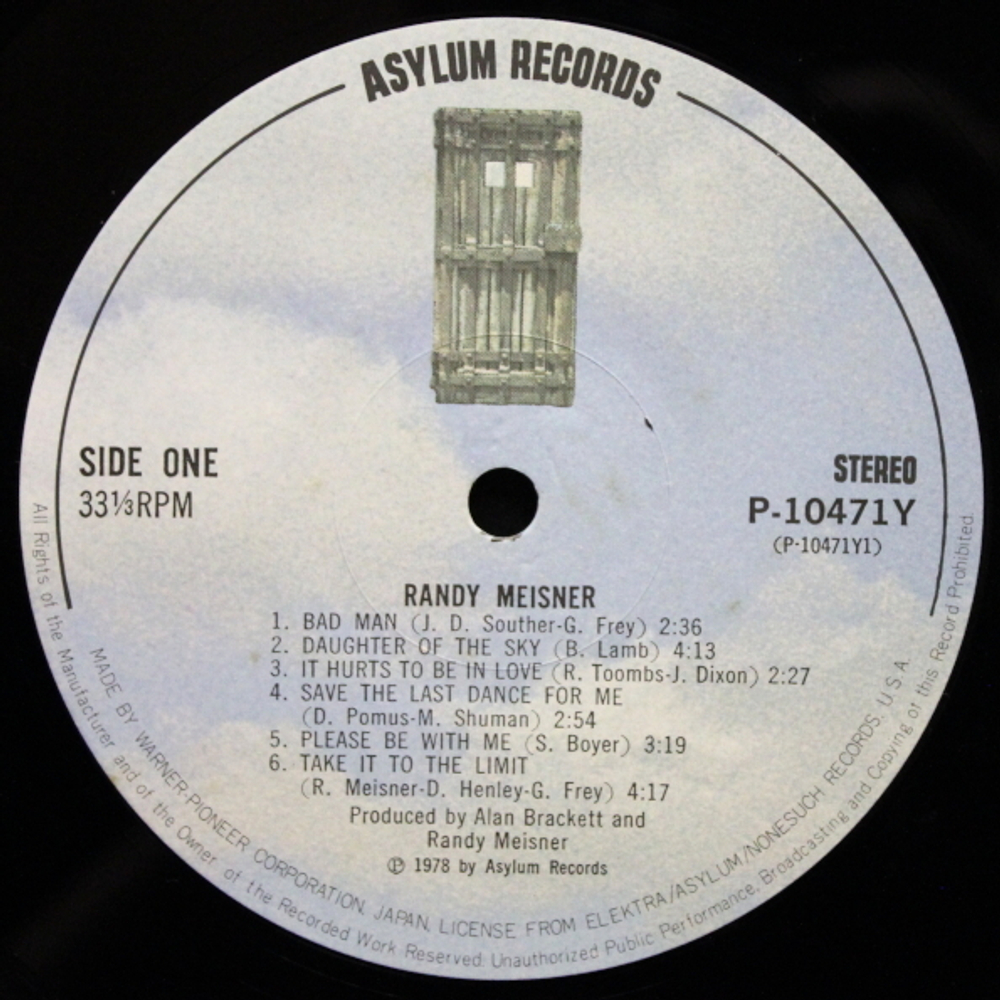 ASYLUM RECORDS
SIDE ONE
33⅓RPM
STEREO
P-10471Y
(P-10471Y1)
RANDY MEISNER
1. BAD MAN (J. D. Souther-G. Frey) 2:36
2. DAUGHTER OF THE SKY (B. Lamb) 4:13
3. IT HURTS TO BE IN LOVE (R. Toombs-J. Dixon) 2:27
4. SAVE THE LAST DANCE FOR ME
(D. Pomus-M. Shuman) 2:54
5. PLEASE BE WITH ME (S. Boyer) 3:19
6. TAKE IT TO THE LIMIT
(R. Meisner-D. Henley-G. Frey) 4:17
Produced by Alan Brackett and
Randy Meisner
℗ 1978 by Asylum Records
MADE BY WARNER-PIONEER CORPORATION, JAPAN, LICENSE FROM ELEKTRA/ASYLUM/NONESUCH RECORDS. U.S.A.
All Rights of the Manufacturer and of the Owner of the Recorded Work Reserved. Unauthorized Public Performance, Broadcasting and Copying of this Record Prohibited.